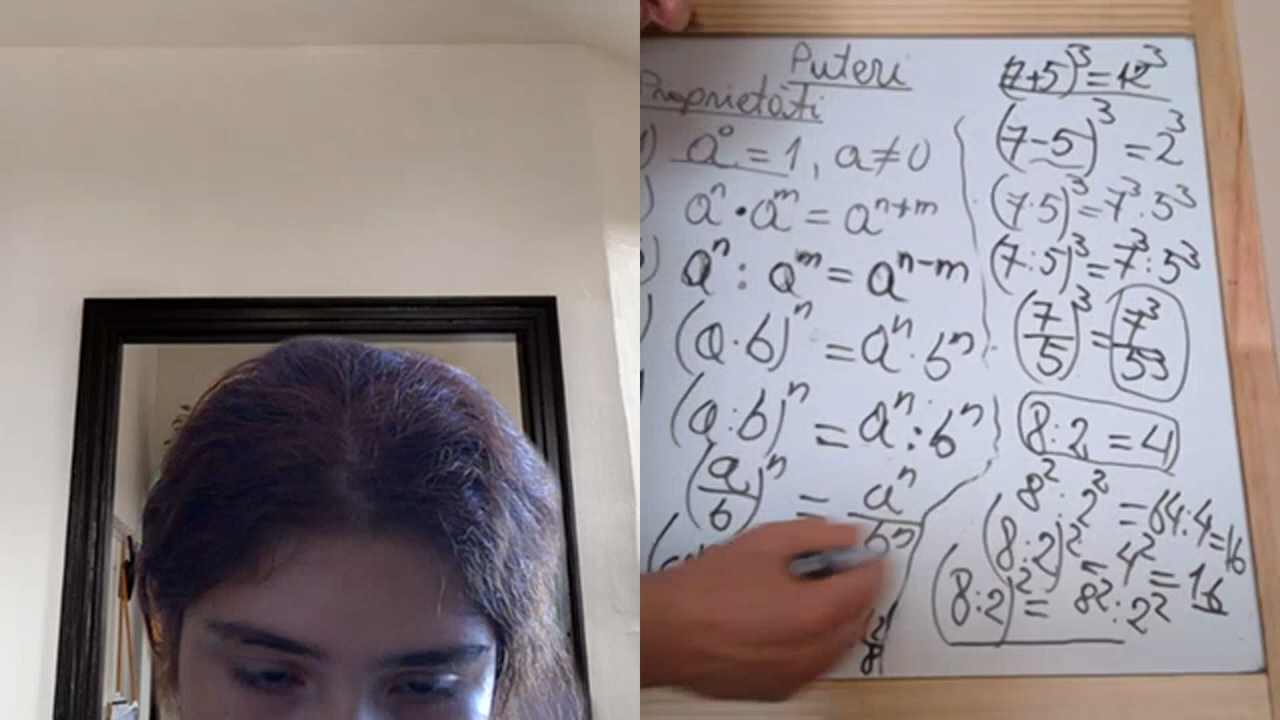 Puteri
Proprietăți
) a⁰ = 1, a ≠ 0
) aⁿ · aᵐ = aⁿ⁺ᵐ
) aⁿ : aᵐ = aⁿ⁻ᵐ
) (a·b)ⁿ = aⁿ · bⁿ
(a:b)ⁿ = aⁿ : bⁿ
(a/b)ⁿ = aⁿ/bⁿ
(7+5)³ = 12³
(7-5)³ = 2³
(7·5)³ = 7³·5³
(7:5)³ = 7³:5³
(7/5)³ = 7³/5³
8:2 = 4
8² : 2² = 64:4 = 16
(8:2)² = 4² = 16
(8:2)² = 8² : 2²